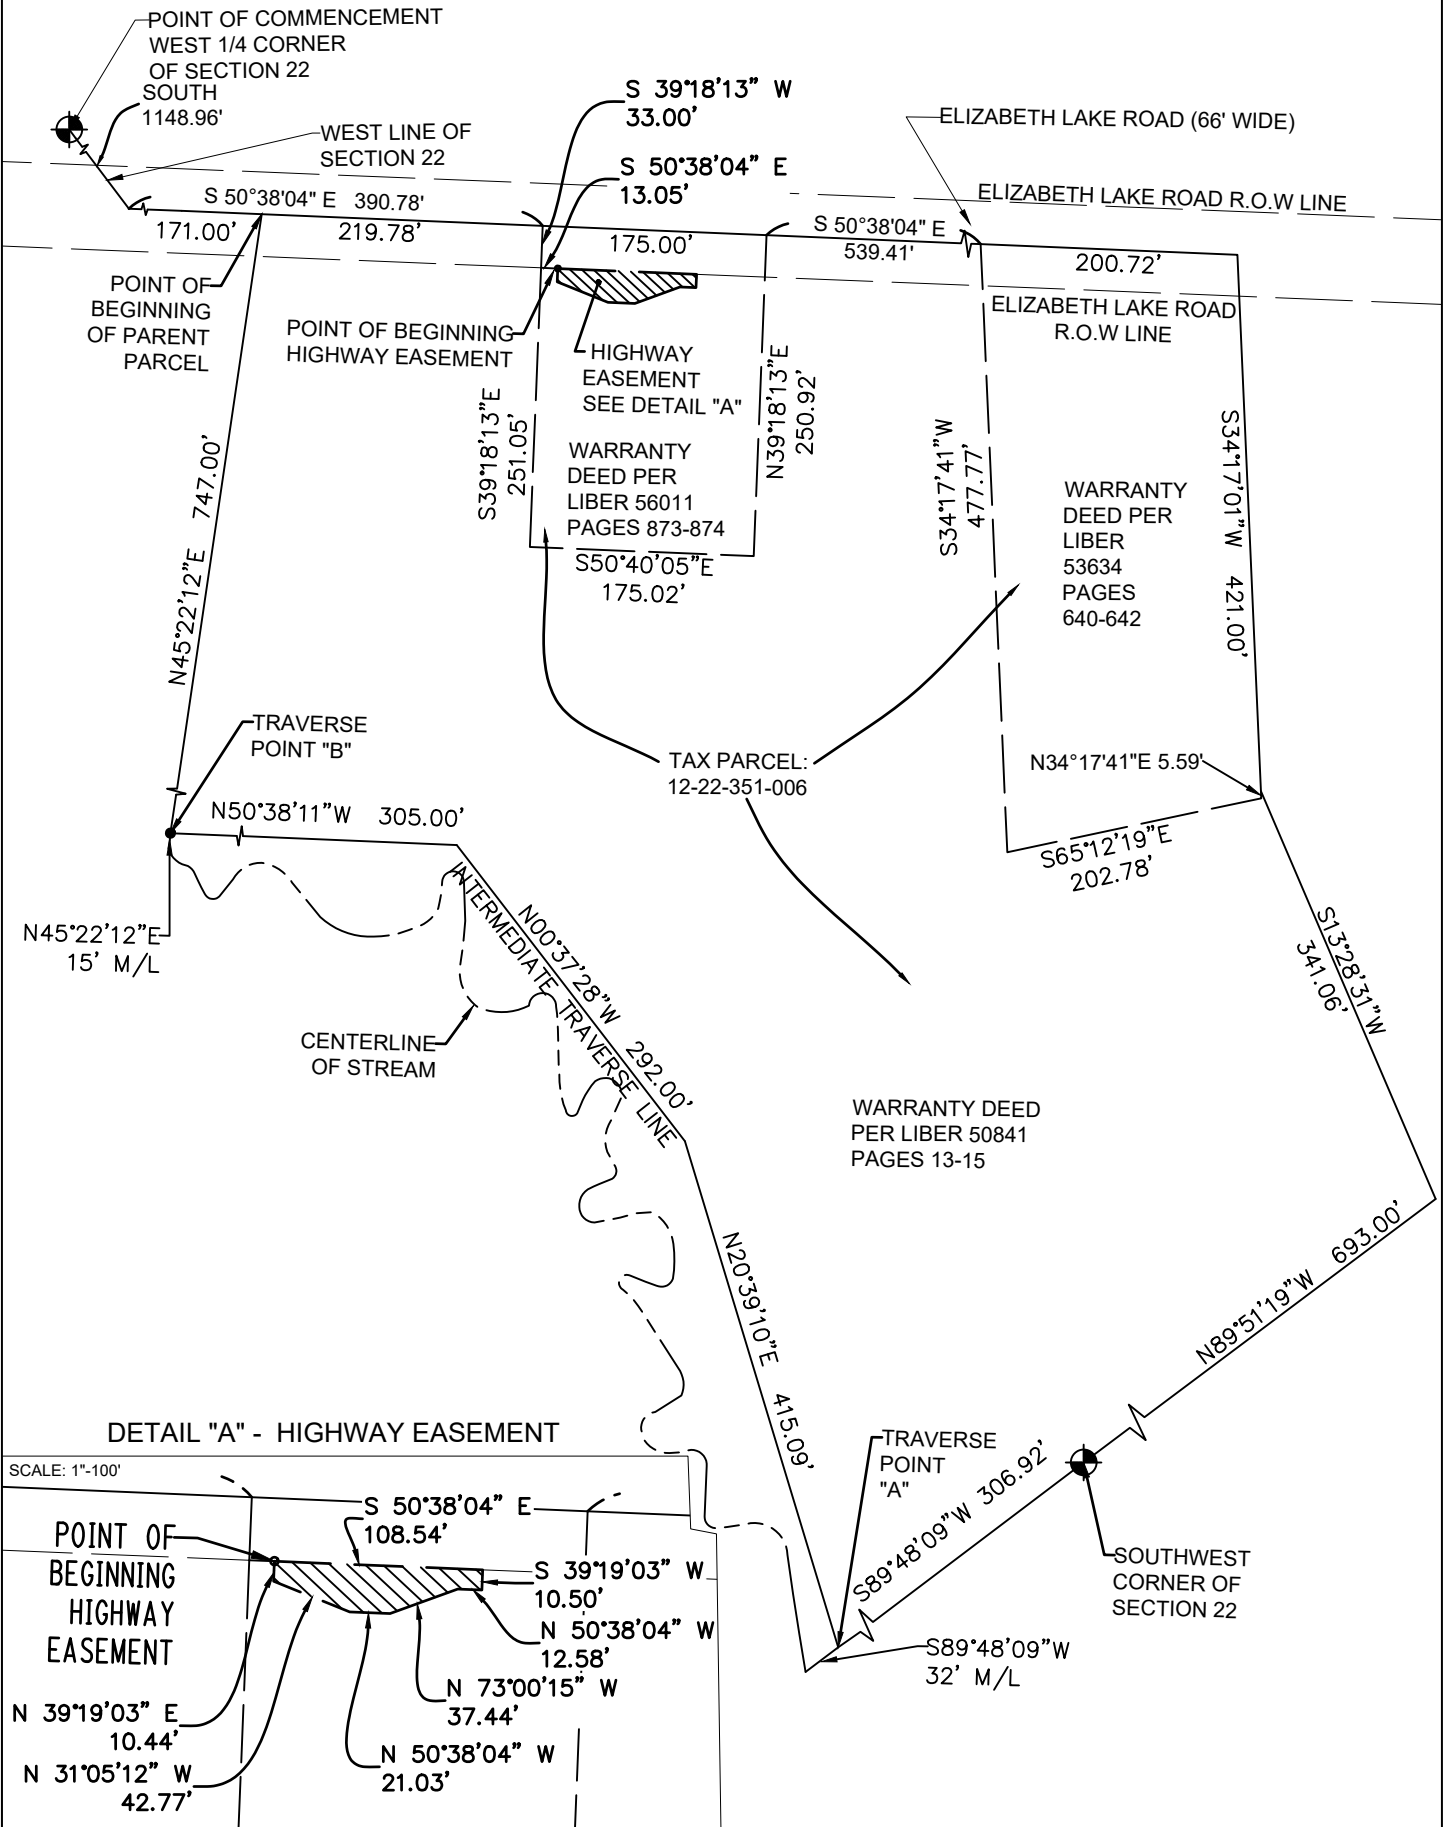 POINT OF COMMENCEMENT
WEST 1/4 CORNER
OF SECTION 22
SOUTH
1148.96'
WEST LINE OF
SECTION 22
S 39°18'13" W
33.00'
S 50°38'04" E
13.05'
ELIZABETH LAKE ROAD (66' WIDE)
ELIZABETH LAKE ROAD R.O.W LINE
S 50°38'04" E 390.78'
171.00'
219.78'
175.00'
S 50°38'04" E
539.41'
200.72'
ELIZABETH LAKE ROAD
R.O.W LINE
POINT OF
BEGINNING
OF PARENT
PARCEL
POINT OF BEGINNING
HIGHWAY EASEMENT
HIGHWAY
EASEMENT
SEE DETAIL "A"
S39°18'13"E
251.05'
N39°18'13"E
250.92'
WARRANTY
DEED PER
LIBER 56011
PAGES 873-874
S50°40'05"E
175.02'
N45°22'12"E 747.00'
S34°17'41"W
477.77'
WARRANTY
DEED PER
LIBER
53634
PAGES
640-642
S34°17'01"W 421.00'
TRAVERSE
POINT "B"
TAX PARCEL:
12-22-351-006
N34°17'41"E 5.59'
N50°38'11"W 305.00'
S65°12'19"E
202.78'
N45°22'12"E
15' M/L
N00°37'28"W 292.00'
INTERMEDIATE TRAVERSE LINE
S13°28'31"W
341.06'
CENTERLINE
OF STREAM
WARRANTY DEED
PER LIBER 50841
PAGES 13-15
N20°39'10"E 415.09'
N89°51'19"W 693.00'
TRAVERSE
POINT
"A"
S89°48'09"W 306.92'
SOUTHWEST
CORNER OF
SECTION 22
S89°48'09"W
32' M/L
DETAIL "A" - HIGHWAY EASEMENT
SCALE: 1"-100'
S 50°38'04" E
108.54'
POINT OF
BEGINNING
HIGHWAY
EASEMENT
S 39°19'03" W
10.50'
N 50°38'04" W
12.58'
N 73°00'15" W
37.44'
N 39°19'03" E
10.44'
N 50°38'04" W
21.03'
N 31°05'12" W
42.77'